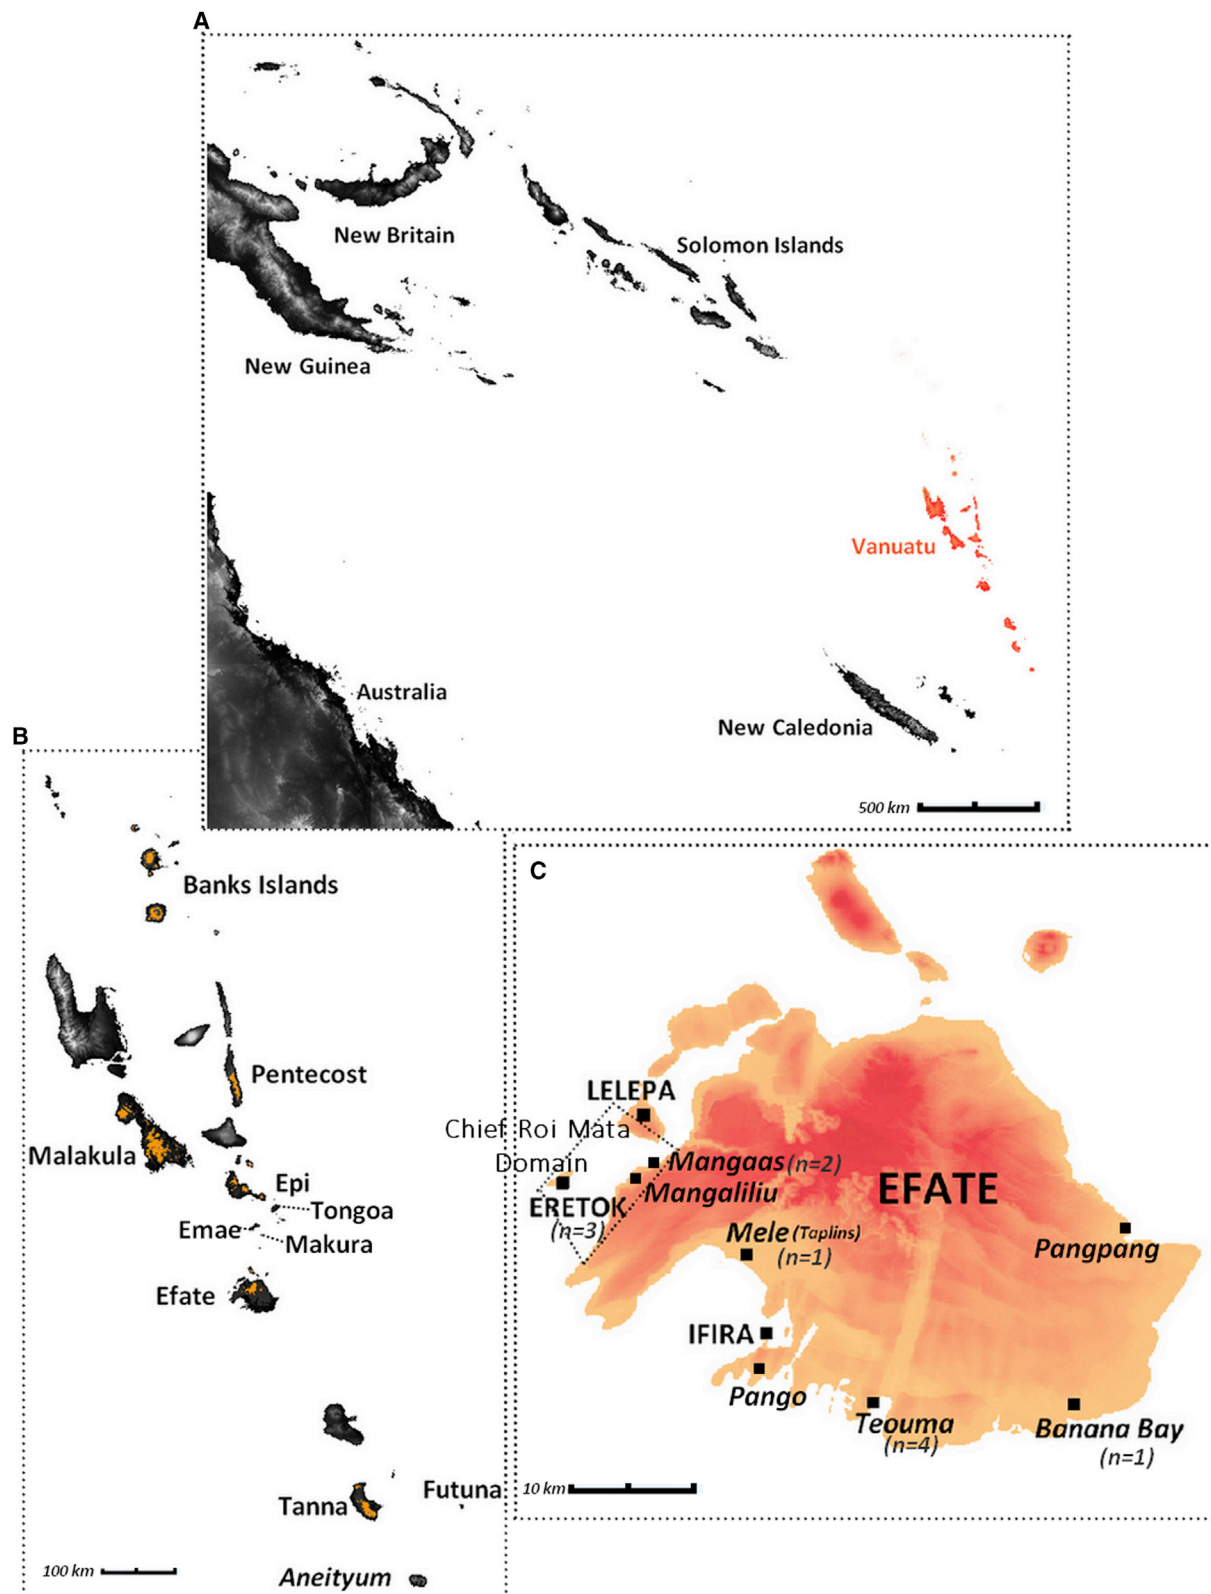 A
New Britain
Solomon Islands
New Guinea
Vanuatu
Australia
New Caledonia
500 km
B
Banks Islands
Pentecost
Malakula
Epi
Tongoa
Emae
Makura
Efate
Tanna
Futuna
100 km
Aneityum
C
LELEPA
Chief Roi Mata
Domain
Mangaas (n=2)
Mangaliliu
ERETOK
(n=3)
EFATE
Mele (Taplins)
(n=1)
Pangpang
IFIRA
Pango
Teouma
(n=4)
Banana Bay
(n=1)
10 km